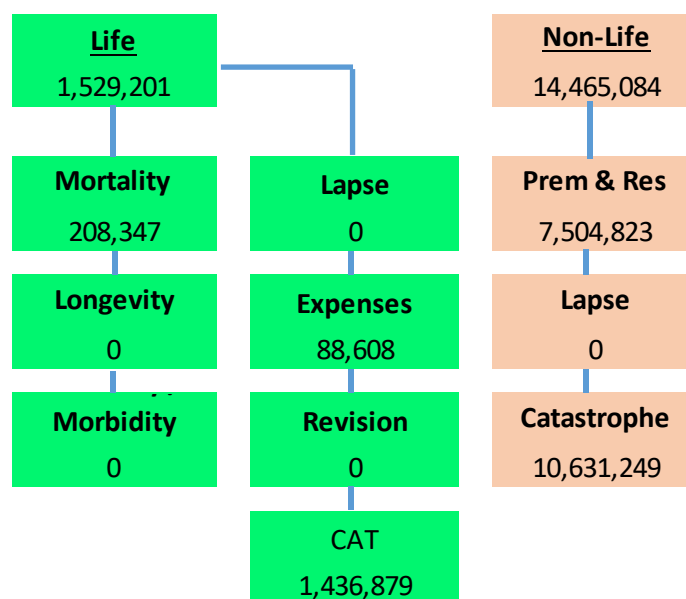 Life
1,529,201
Non-Life
14,465,084
Mortality
208,347
Lapse
0
Prem & Res
7,504,823
Longevity
0
Expenses
88,608
Lapse
0
Morbidity
0
Revision
0
Catastrophe
10,631,249
CAT
1,436,879